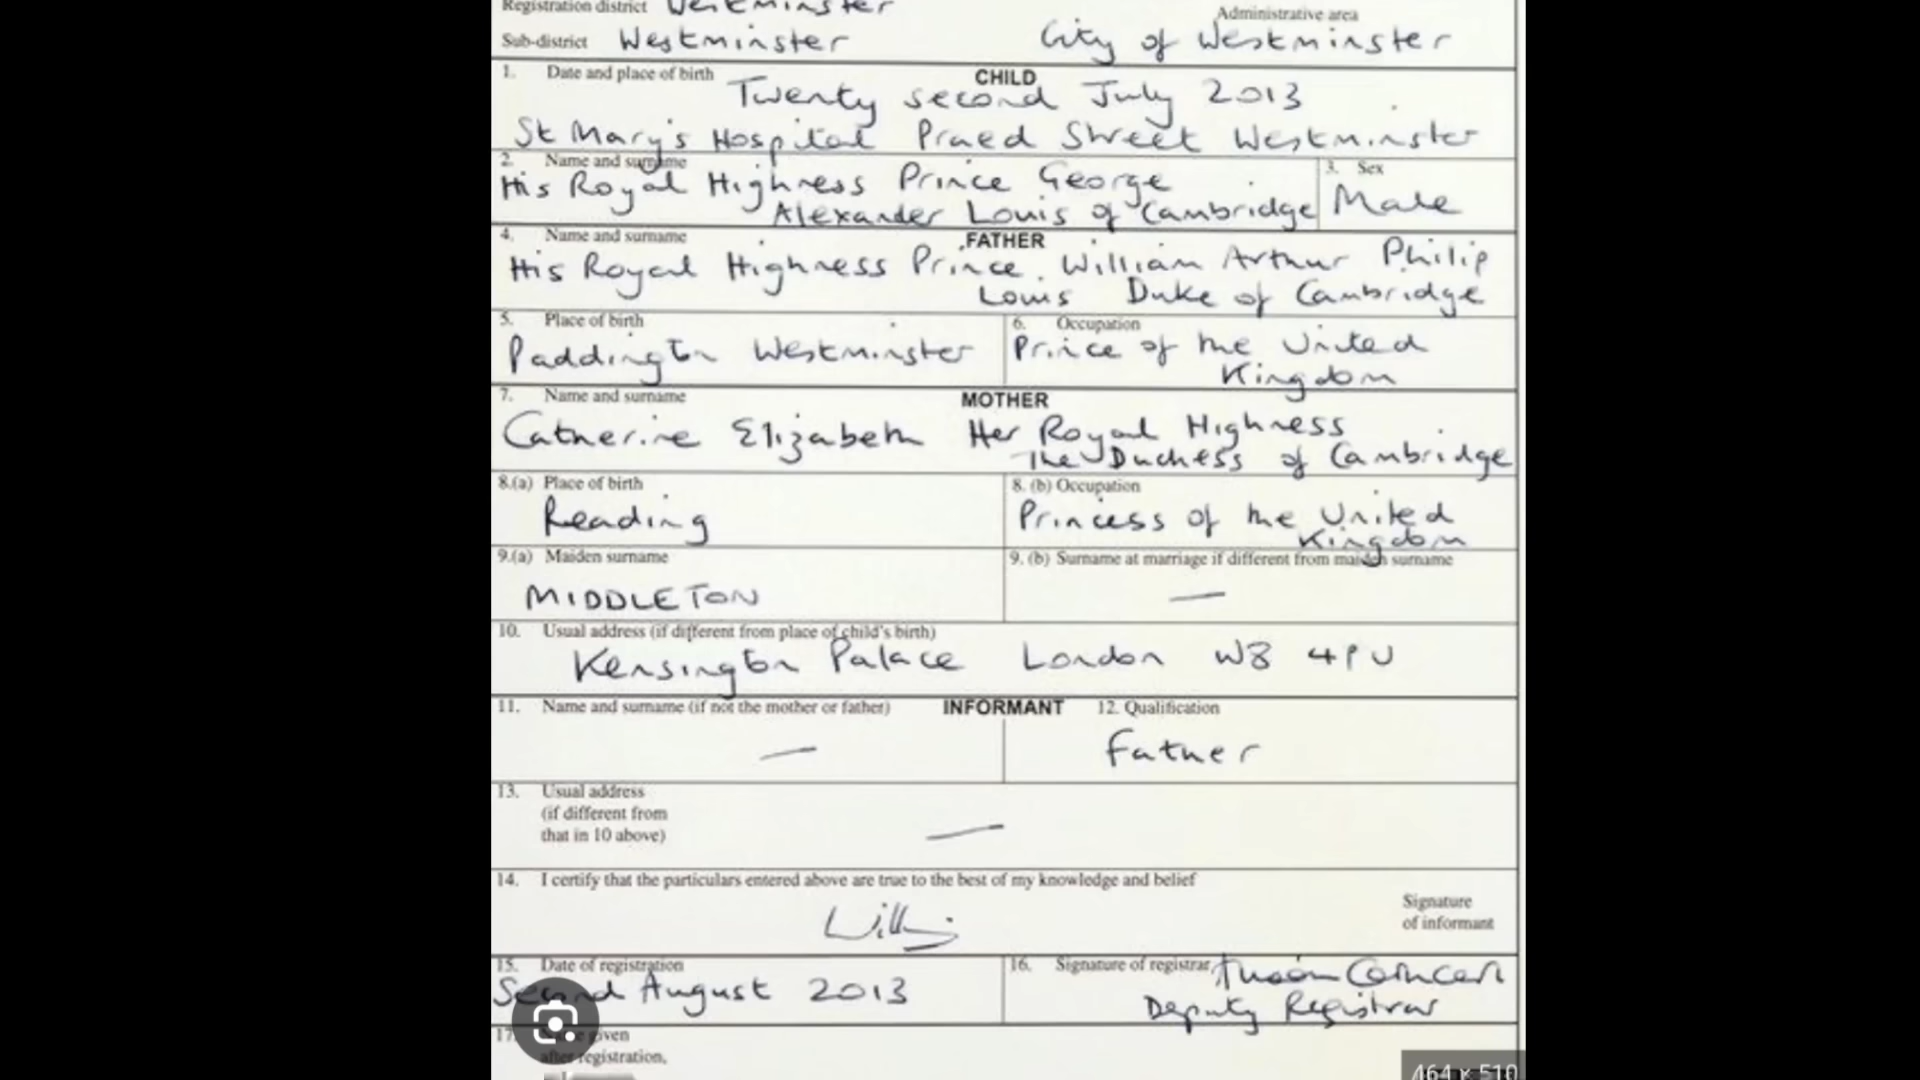 Registration district Westminster
Administrative area
Sub-district Westminster City of Westminster
1. Date and place of birth CHILD
Twenty second July 2013
St Mary's Hospital Praed Street Westminster
2. Name and surname 3. Sex
His Royal Highness Prince George
Alexander Louis of Cambridge Male
4. Name and surname FATHER
His Royal Highness Prince William Arthur Philip
Louis Duke of Cambridge
5. Place of birth 6. Occupation
Paddington Westminster Prince of the United
Kingdom
7. Name and surname MOTHER
Catherine Elizabeth Her Royal Highness
The Duchess of Cambridge
8.(a) Place of birth 8. (b) Occupation
Reading Princess of the United
Kingdom
9.(a) Maiden surname 9. (b) Surname at marriage if different from maiden surname
MIDDLETON —
10. Usual address (if different from place of child's birth)
Kensington Palace London W8 4PU
11. Name and surname (if not the mother or father) INFORMANT 12. Qualification
— Father
13. Usual address
(if different from
that in 10 above) —
14. I certify that the particulars entered above are true to the best of my knowledge and belief
Signature
of informant
15. Date of registration 16. Signature of registrar
Second August 2013
Deputy Registrar
17. Name given
after registration,
464 × 510